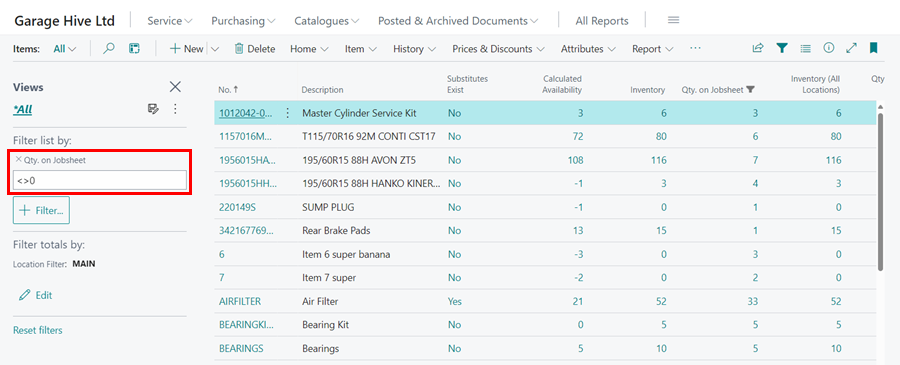 Garage Hive Ltd Service Purchasing Catalogues Posted & Archived Documents All Reports
Items: All + New Delete Home Item History Prices & Discounts Attributes Report ...
Views
*All
Filter list by:
× Qty. on Jobsheet
<>0
+ Filter...
Filter totals by:
Location Filter: MAIN
Edit
Reset filters
No. ↑ Description Substitutes Exist Calculated Availability Inventory Qty. on Jobsheet Inventory (All Locations) Qty
1012042-0... Master Cylinder Service Kit No 3 6 3 6
1157016M... T115/70R16 92M CONTI CST17 No 72 80 6 80
1956015HA... 195/60R15 88H AVON ZT5 No 108 116 7 116
1956015HH... 195/60R15 88H HANKO KINER... No -1 3 4 3
220149S SUMP PLUG No -1 0 1 0
342167769... Rear Brake Pads No 13 15 1 15
6 Item 6 super banana No -3 0 3 0
7 Item 7 super No -2 0 2 0
AIRFILTER Air Filter Yes 21 52 33 52
BEARINGKI... Bearing Kit No 0 5 5 5
BEARINGS Bearings No 5 10 5 10